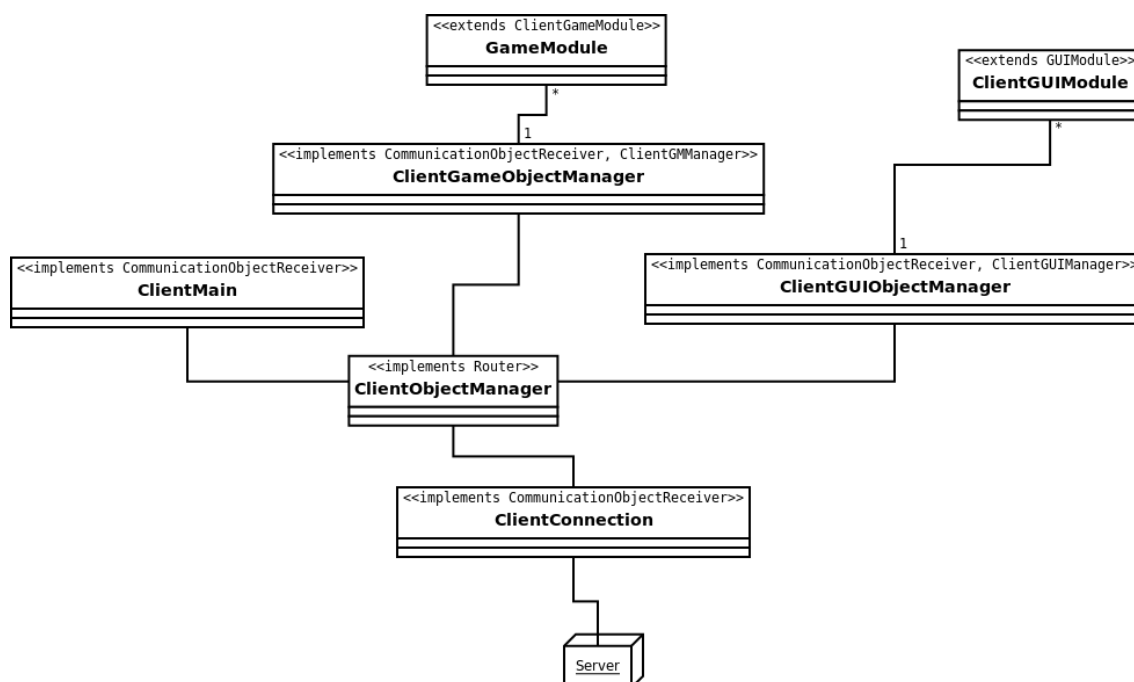 <<extends ClientGameModule>>
GameModule
<<extends GUIModule>>
ClientGUIModule
*
1
*
<<implements CommunicationObjectReceiver, ClientGMManager>>
ClientGameObjectManager
1
<<implements CommunicationObjectReceiver>>
ClientMain
<<implements CommunicationObjectReceiver, ClientGUIManager>>
ClientGUIObjectManager
<<implements Router>>
ClientObjectManager
<<implements CommunicationObjectReceiver>>
ClientConnection
Server